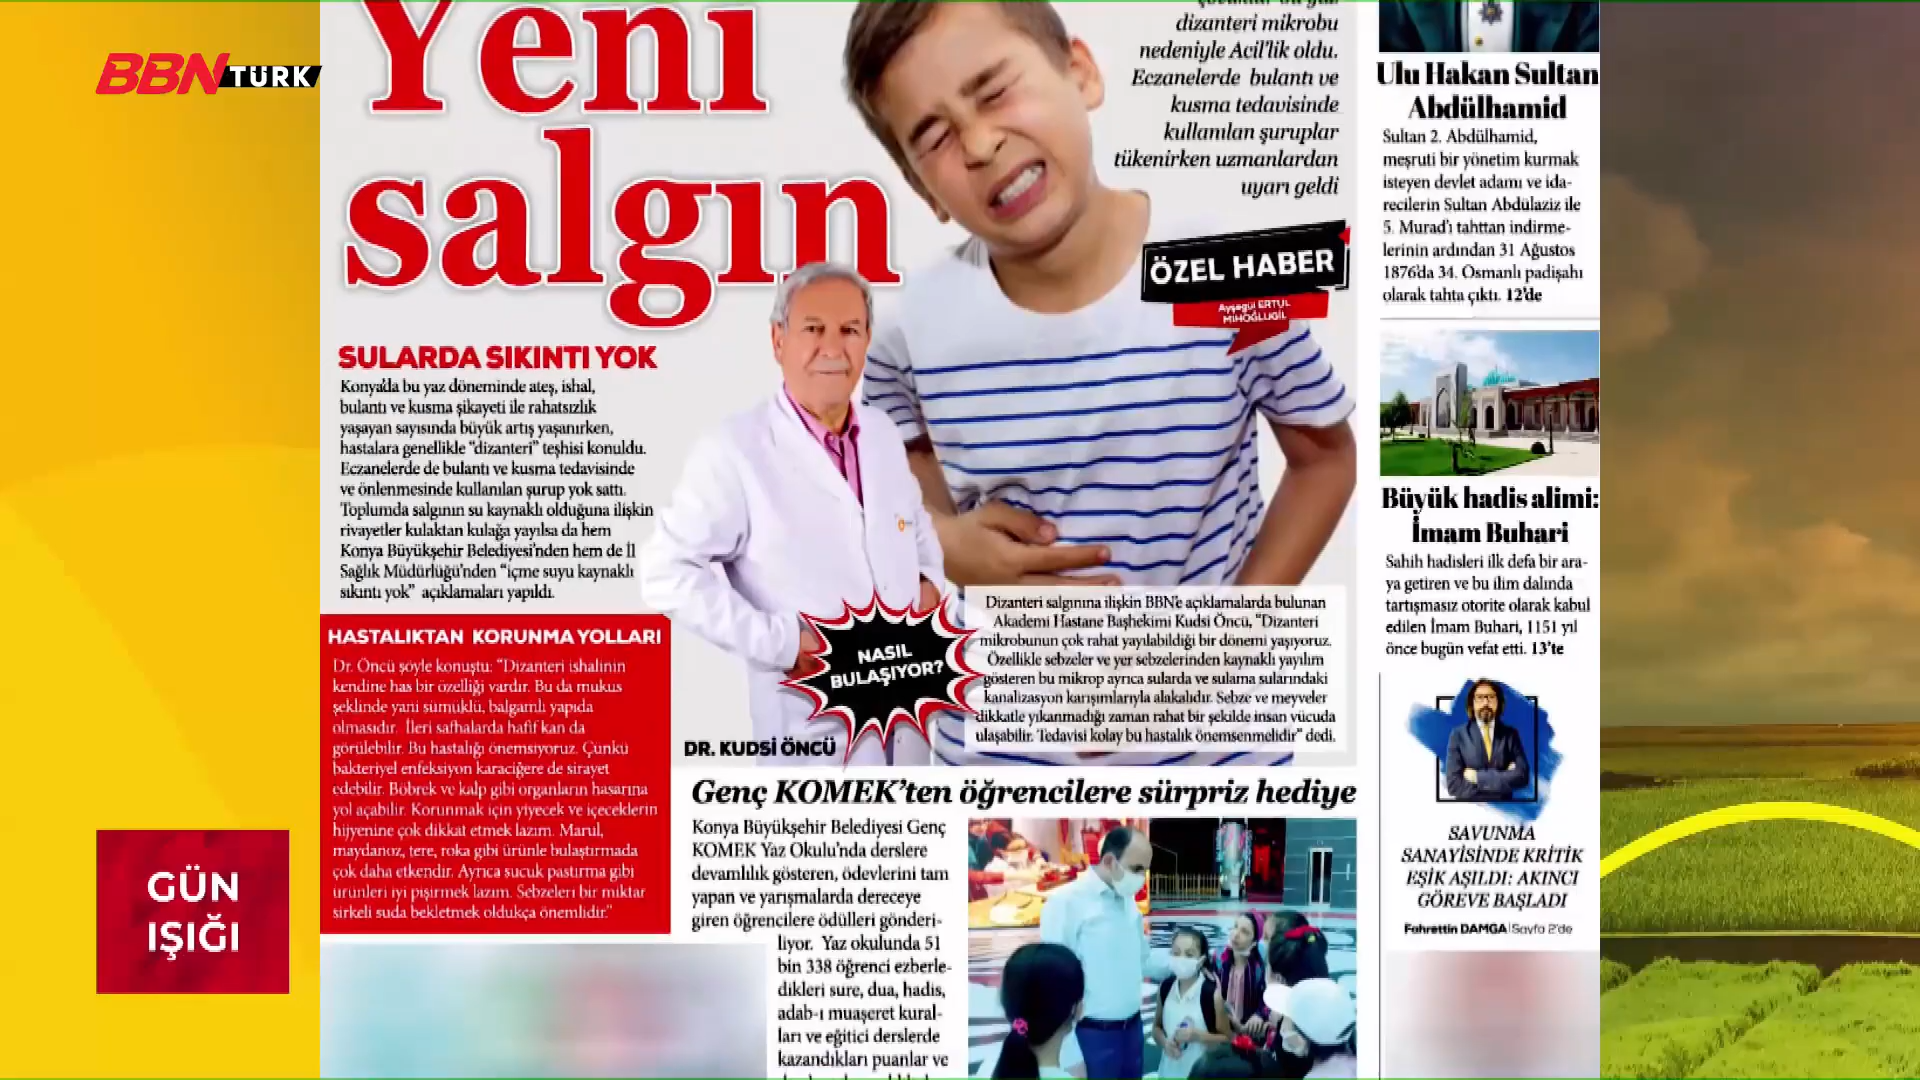 BBN TÜRK
Yeni
salgın
dizanteri mikrobu
nedeniyle Acil’lik oldu.
Eczanelerde bulantı ve
kusma tedavisinde
kullanılan şuruplar
tükenirken uzmanlardan
uyarı geldi
ÖZEL HABER
Ayşegül ERTUL
MIHOĞLUGİL
SULARDA SIKINTI YOK
Konya’da bu yaz döneminde ateş, ishal,
bulantı ve kusma şikayeti ile rahatsızlık
yaşayan sayısında büyük artış yaşanırken,
hastalara genellikle “dizanteri” teşhisi konuldu.
Eczanelerde de bulantı ve kusma tedavisinde
ve önlenmesinde kullanılan şurup yok sattı.
Toplumda salgının su kaynaklı olduğuna ilişkin
rivayetler kulaktan kulağa yayılsa da hem
Konya Büyükşehir Belediyesi’nden hem de İl
Sağlık Müdürlüğü’nden “içme suyu kaynaklı
sıkıntı yok” açıklamaları yapıldı.
HASTALIKTAN KORUNMA YOLLARI
Dr. Öncü şöyle konuştu: “Dizanteri ishalinin
kendine has bir özelliği vardır. Bu da mukus
şeklinde yani sümüklü, balgamlı yapıda
olmasıdır. İleri safhalarda hafif kan da
görülebilir. Bu hastalığı önemsiyoruz. Çünkü
bakteriyel enfeksiyon karaciğere de sirayet
edebilir. Böbrek ve kalp gibi organların hasarına
yol açabilir. Korunmak için yiyecek ve içeceklerin
hijyenine çok dikkat etmek lazım. Marul,
maydanoz, tere, roka gibi ürünle bulaştırmada
çok daha etkendir. Ayrıca sucuk pastırma gibi
ürünleri iyi pişirmek lazım. Sebzeleri bir miktar
sirkeli suda bekletmek oldukça önemlidir.”
NASIL
BULAŞIYOR?
DR. KUDSİ ÖNCÜ
Dizanteri salgınına ilişkin BBN’e açıklamalarda bulunan
Akademi Hastane Başhekimi Kudsi Öncü, “Dizanteri
mikrobunun çok rahat yayılabildiği bir dönemi yaşıyoruz.
Özellikle sebzeler ve yer sebzelerinden kaynaklı yayılım
gösteren bu mikrop ayrıca sularda ve sulama sularındaki
kanalizasyon karışımlarıyla alakalıdır. Sebze ve meyveler
dikkatle yıkanmadığı zaman rahat bir şekilde insan vücuda
ulaşabilir. Tedavisi kolay bu hastalık önemsenmelidir” dedi.
Genç KOMEK’ten öğrencilere sürpriz hediye
Konya Büyükşehir Belediyesi Genç
KOMEK Yaz Okulu’nda derslere
devamlılık gösteren, ödevlerini tam
yapan ve yarışmalarda dereceye
giren öğrencilere ödülleri gönderi-
liyor. Yaz okulunda 51
bin 338 öğrenci ezberle-
dikleri sure, dua, hadis,
adab-ı muaşeret kural-
ları ve eğitici derslerde
kazandıkları puanlar ve
Ulu Hakan Sultan
Abdülhamid
Sultan 2. Abdülhamid,
meşruti bir yönetim kurmak
isteyen devlet adamı ve ida-
recilerin Sultan Abdülaziz ile
5. Murad’ı tahttan indirme-
lerinin ardından 31 Ağustos
1876’da 34. Osmanlı padişahı
olarak tahta çıktı. 12’de
Büyük hadis alimi:
İmam Buhari
Sahih hadisleri ilk defa bir ara-
ya getiren ve bu ilim dalında
tartışmasız otorite olarak kabul
edilen İmam Buhari, 1151 yıl
önce bugün vefat etti. 13’te
SAVUNMA
SANAYİSİNDE KRİTİK
EŞİK AŞILDI: AKINCI
GÖREVE BAŞLADI
Fahrettin DAMGA | Sayfa 2’de
GÜN
IŞIĞI